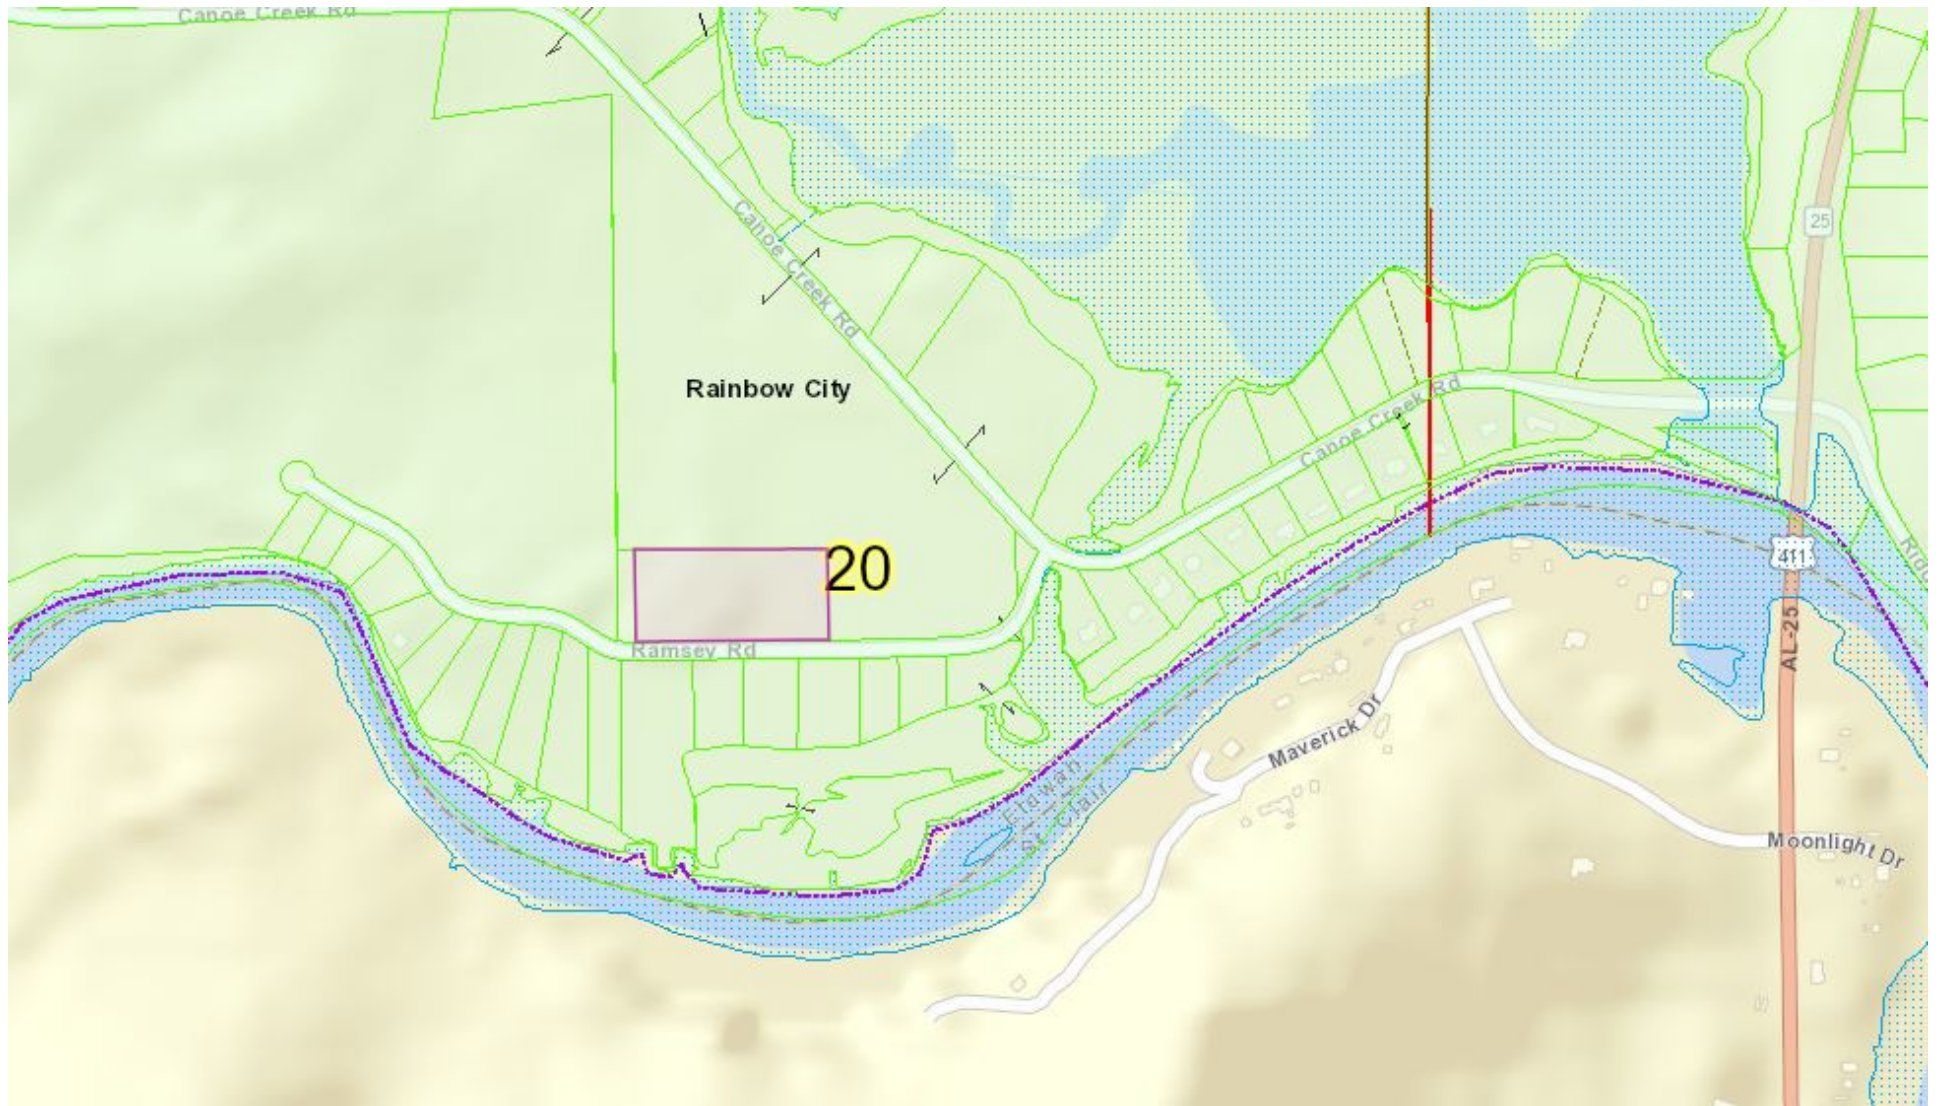 Canoe Creek Rd
25
Canoe Creek Rd
Rainbow City
Canoe Creek Rd
20
411
Ramsey Rd
AL-25
Maverick Dr
Etowah
St. Clair
Moonlight Dr